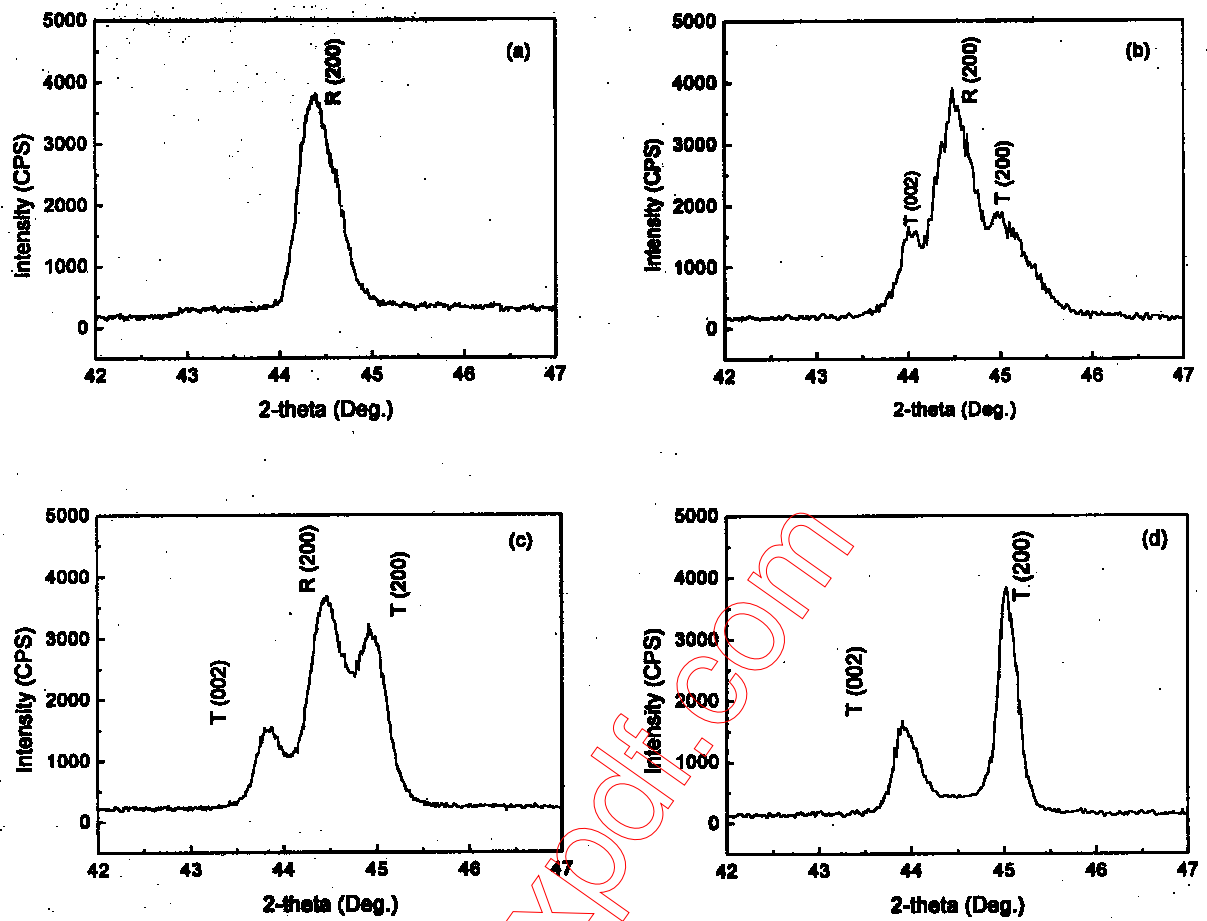 5000
4000
3000
2000
1000
0
Intensity (CPS)
R (200)
(a)
42
43
44
45
46
47
2-theta (Deg.)
5000
4000
3000
2000
1000
0
Intensity (CPS)
T (002)
R (200)
T (200)
(b)
42
43
44
45
46
47
2-theta (Deg.)
5000
4000
3000
2000
1000
0
Intensity (CPS)
T (002)
R (200)
T (200)
(c)
42
43
44
45
46
47
2-theta (Deg.)
5000
4000
3000
2000
1000
0
Intensity (CPS)
T (002)
T (200)
(d)
42
43
44
45
46
47
2-theta (Deg.)
xpdf.com